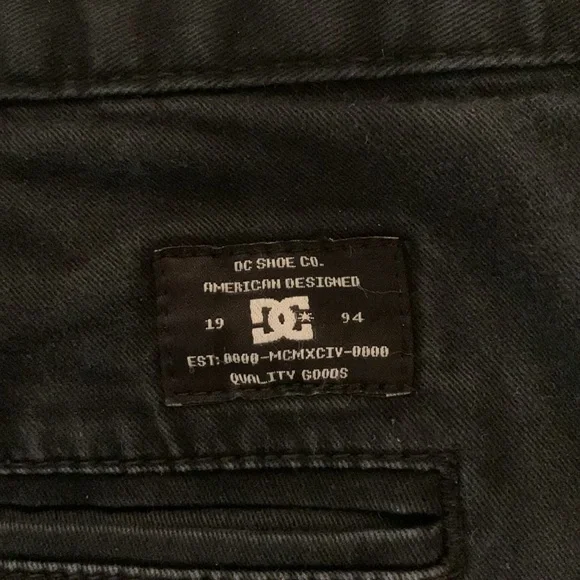 DC SHOE CO.
AMERICAN DESIGNED
19 DC 94
EST: 0000-MCMXCIV-0000
QUALITY GOODS